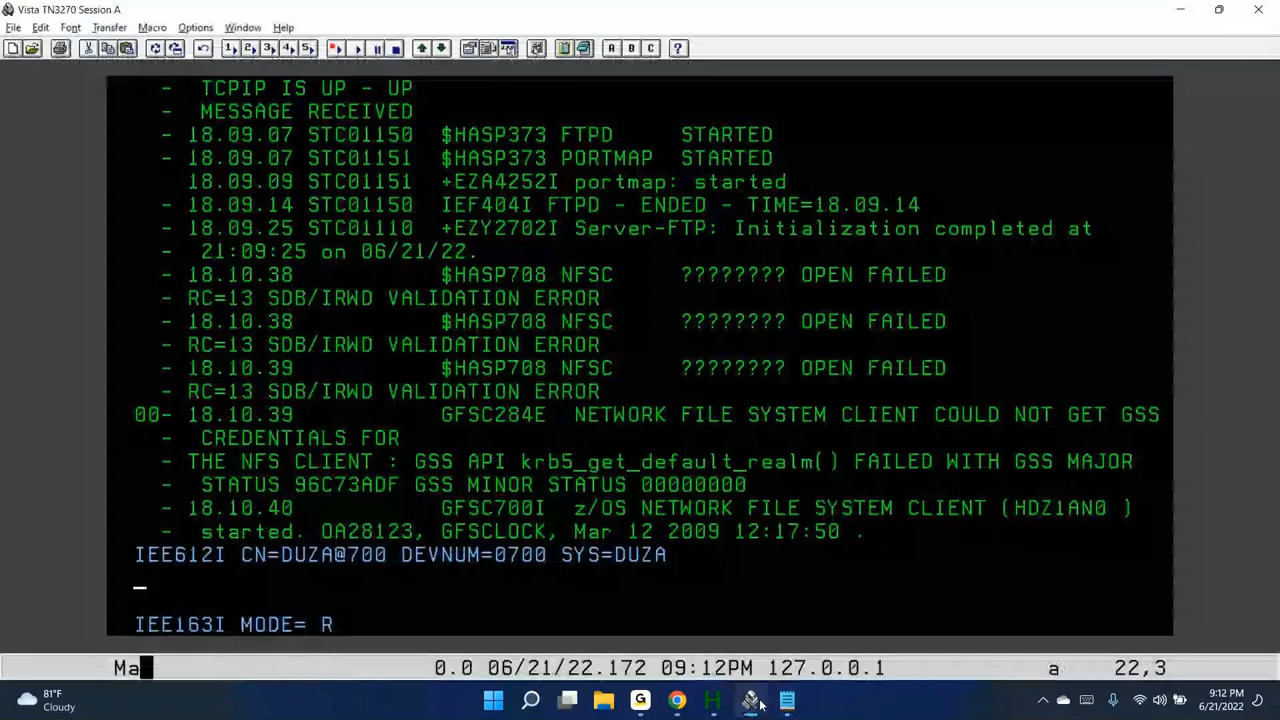 Vista TN3270 Session A
File Edit Font Transfer Macro Options Window Help
1 2 3 4 5 A B C ?
- TCPIP IS UP - UP
- MESSAGE RECEIVED
- 18.09.07 STC01150 $HASP373 FTPD STARTED
- 18.09.07 STC01151 $HASP373 PORTMAP STARTED
18.09.09 STC01151 +EZA4252I portmap: started
- 18.09.14 STC01150 IEF404I FTPD - ENDED - TIME=18.09.14
- 18.09.25 STC01110 +EZY2702I Server-FTP: Initialization completed at
- 21:09:25 on 06/21/22.
- 18.10.38 $HASP708 NFSC ???????? OPEN FAILED
- RC=13 SDB/IRWD VALIDATION ERROR
- 18.10.38 $HASP708 NFSC ???????? OPEN FAILED
- RC=13 SDB/IRWD VALIDATION ERROR
- 18.10.39 $HASP708 NFSC ???????? OPEN FAILED
- RC=13 SDB/IRWD VALIDATION ERROR
00- 18.10.39 GFSC284E NETWORK FILE SYSTEM CLIENT COULD NOT GET GSS
- CREDENTIALS FOR
- THE NFS CLIENT : GSS API krb5_get_default_realm() FAILED WITH GSS MAJOR
- STATUS 96C73ADF GSS MINOR STATUS 00000000
- 18.10.40 GFSC700I z/OS NETWORK FILE SYSTEM CLIENT (HDZ1AN0 )
- started. OA28123, GFSCLOCK, Mar 12 2009 12:17:50 .
IEE612I CN=DUZA@700 DEVNUM=0700 SYS=DUZA
IEE163I MODE= R
Ma 0.0 06/21/22.172 09:12PM 127.0.0.1 a 22,3
81°F
Cloudy
G H
9:12 PM
6/21/2022